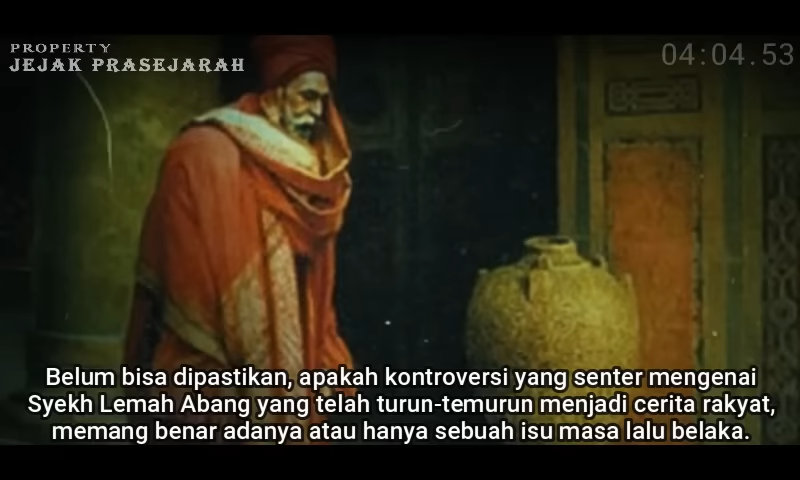 PROPERTY
JEJAK PRASEJARAH
04:04.53
Belum bisa dipastikan, apakah kontroversi yang senter mengenai
Syekh Lemah Abang yang telah turun-temurun menjadi cerita rakyat,
memang benar adanya atau hanya sebuah isu masa lalu belaka.